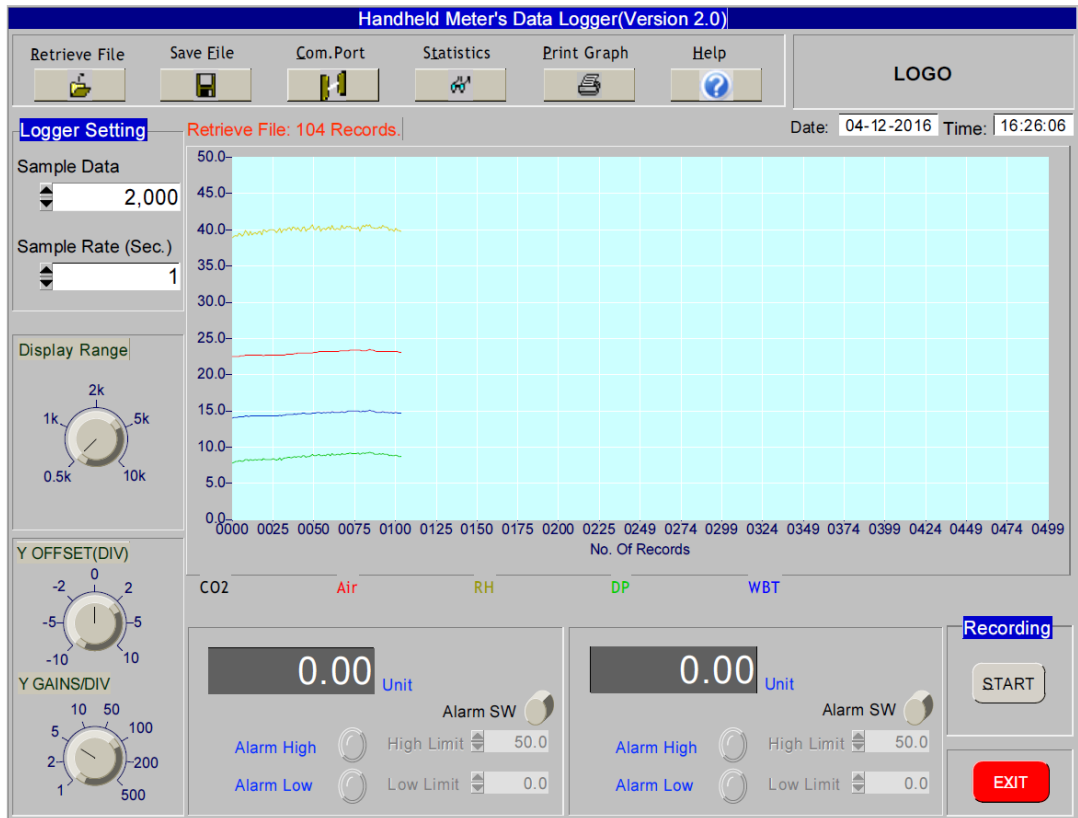 Handheld Meter's Data Logger(Version 2.0)
Retrieve File Save File Com.Port Statistics Print Graph Help
LOGO
Logger Setting
Retrieve File: 104 Records.
Date: 04-12-2016 Time: 16:26:06
Sample Data
2,000
Sample Rate (Sec.)
1
Display Range
2k
1k 5k
0.5k 10k
50.0
45.0
40.0
35.0
30.0
25.0
20.0
15.0
10.0
5.0
0.0
0000 0025 0050 0075 0100 0125 0150 0175 0200 0225 0249 0274 0299 0324 0349 0374 0399 0424 0449 0474 0499
No. Of Records
CO2 Air RH DP WBT
Y OFFSET(DIV)
0
-2 2
-5 5
-10 10
Y GAINS/DIV
10 50
5 100
2 200
1 500
0.00 Unit
Alarm SW
Alarm High High Limit 50.0
Alarm Low Low Limit 0.0
0.00 Unit
Alarm SW
Alarm High High Limit 50.0
Alarm Low Low Limit 0.0
Recording
START
EXIT